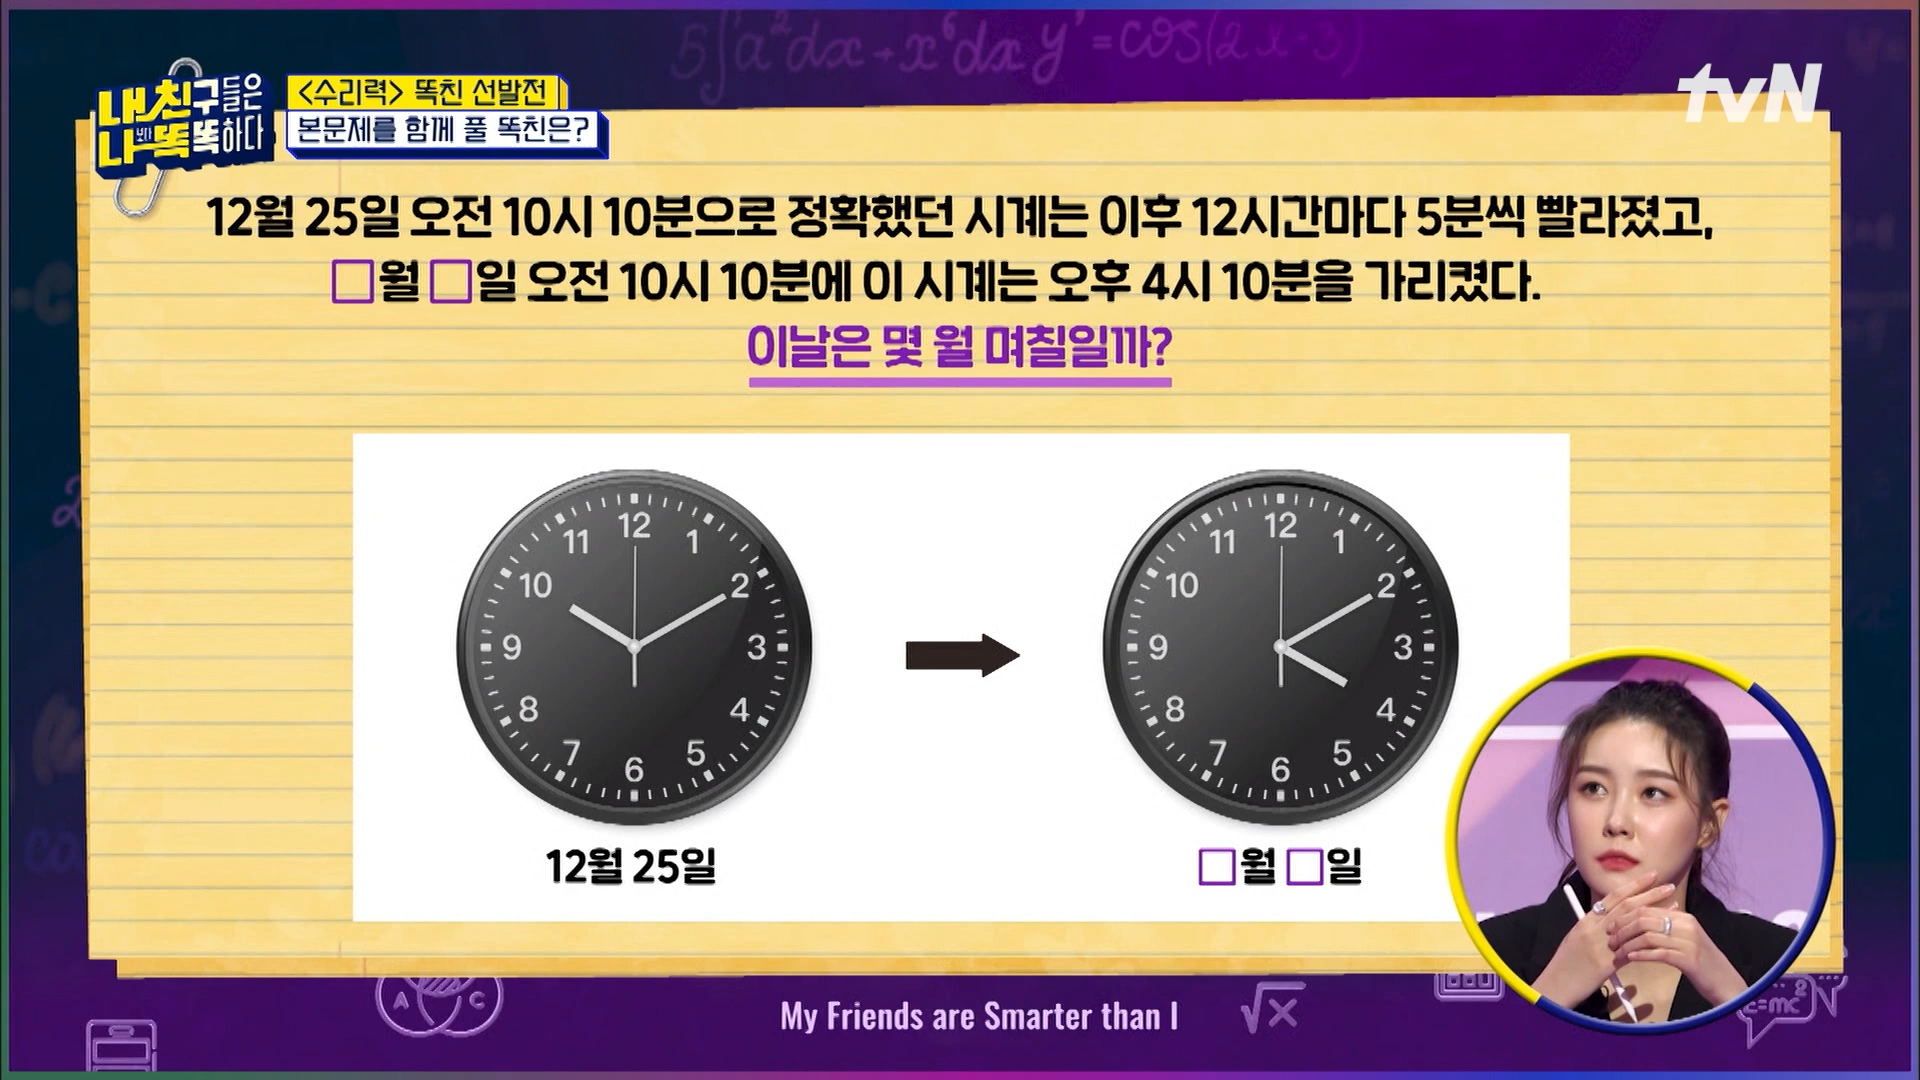 내 친구들은
나보다 똑똑하다
<수리력> 똑친 선발전
본문제를 함께 풀 똑친은?
tvN
12월 25일 오전 10시 10분으로 정확했던 시계는 이후 12시간마다 5분씩 빨라졌고,
□월 □일 오전 10시 10분에 이 시계는 오후 4시 10분을 가리켰다.
이날은 몇 월 며칠일까?
12
11 1
10 2
9 3
8 4
7 5
6
12
11 1
10 2
9 3
8 4
7 5
6
12월 25일
□월 □일
My Friends are Smarter than I
A C
√x